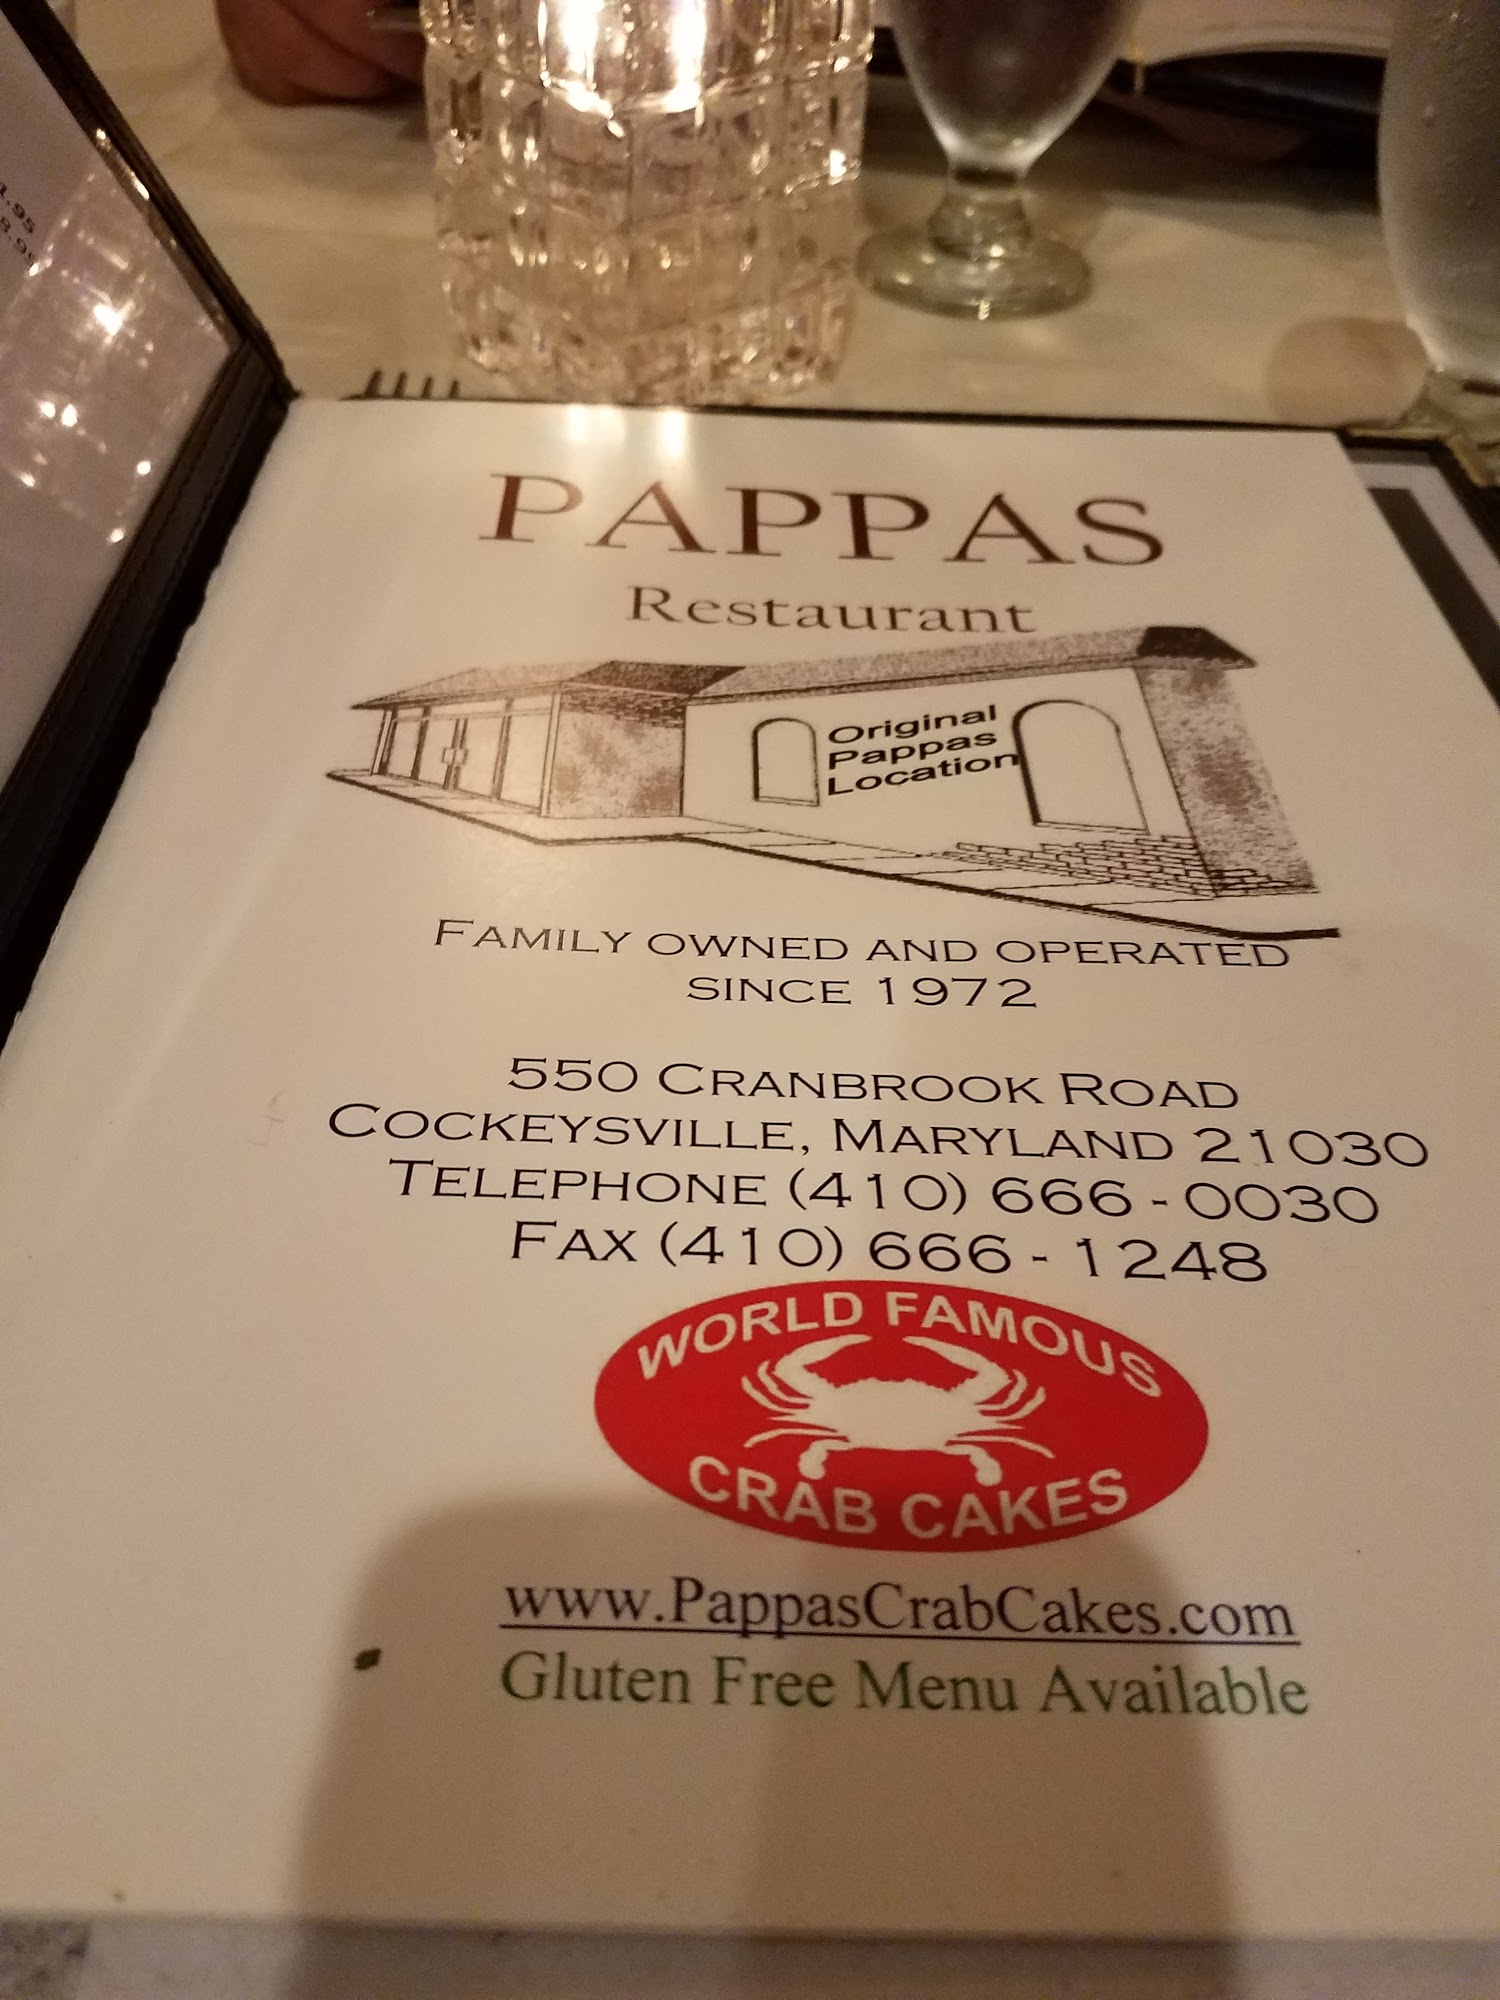 PAPPAS
Restaurant
Original
Pappas
Location
FAMILY OWNED AND OPERATED
SINCE 1972
550 CRANBROOK ROAD
COCKEYSVILLE, MARYLAND 21030
TELEPHONE (410) 666 - 0030
FAX (410) 666 - 1248
WORLD FAMOUS
CRAB CAKES
www.PappasCrabCakes.com
Gluten Free Menu Available